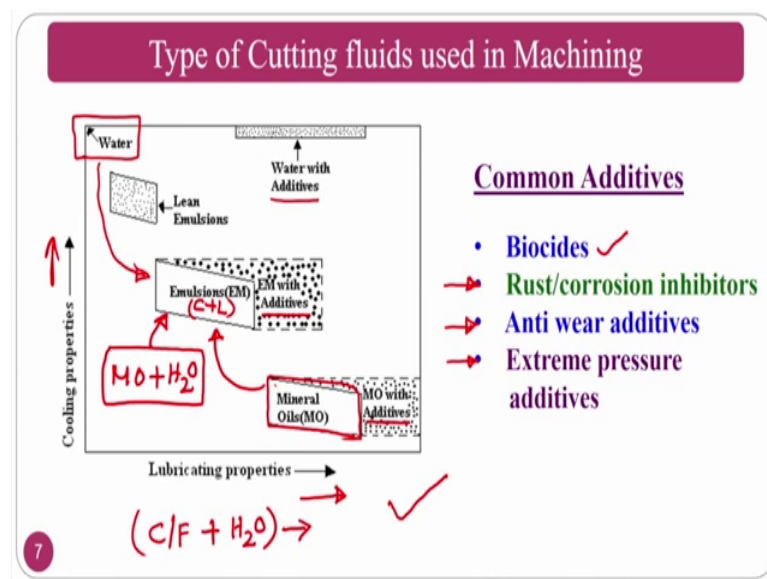 Type of Cutting fluids used in Machining
Water
Water with
Additives
Lean
Emulsions
Emulsions(EM)
(C+L)
EM with
Additives
MO+H2O
Mineral
Oils(MO)
MO with
Additives
Cooling properties
Lubricating properties
(C/F + H2O)
Common Additives
• Biocides
• Rust/corrosion inhibitors
• Anti wear additives
• Extreme pressure
additives
7